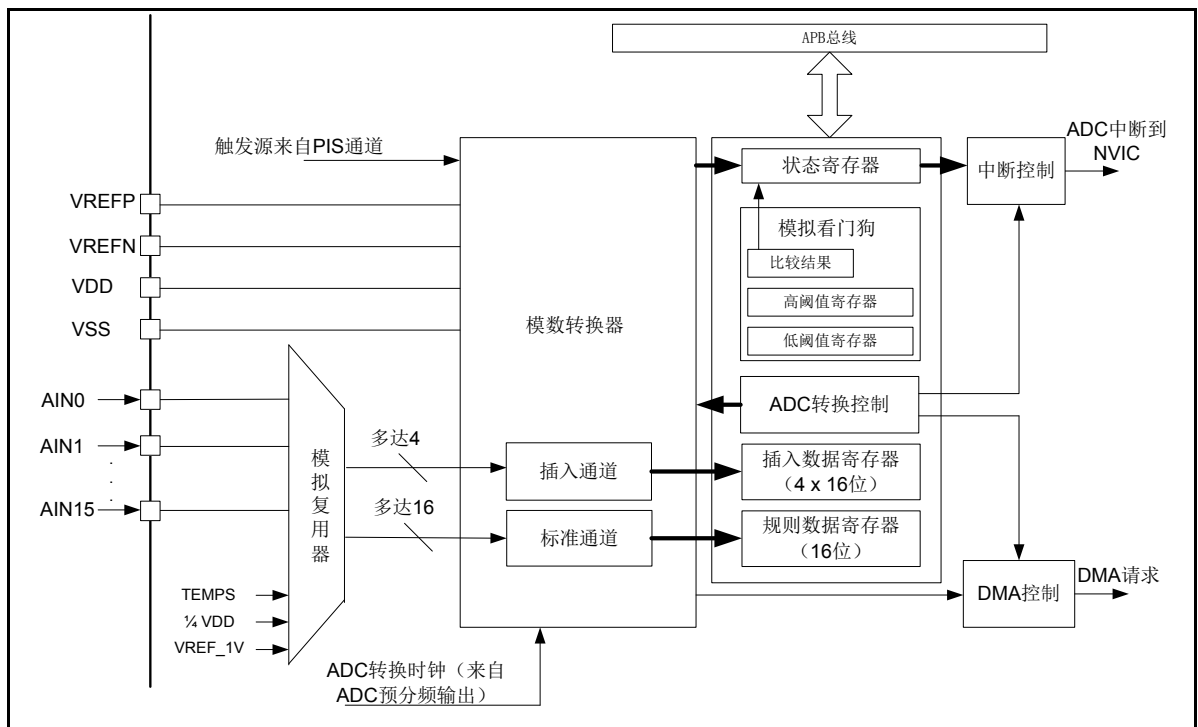 APB总线
触发源来自PIS通道
VREFP
VREFN
VDD
VSS
AIN0
AIN1
.
.
.
AIN15
TEMPS
¼ VDD
VREF_1V
模拟复用器
多达4
多达16
模数转换器
插入通道
标准通道
ADC转换时钟（来自
ADC预分频输出）
状态寄存器
模拟看门狗
比较结果
高阈值寄存器
低阈值寄存器
ADC转换控制
插入数据寄存器
（4 x 16位）
规则数据寄存器
（16位）
中断控制
ADC中断到
NVIC
DMA控制
DMA请求